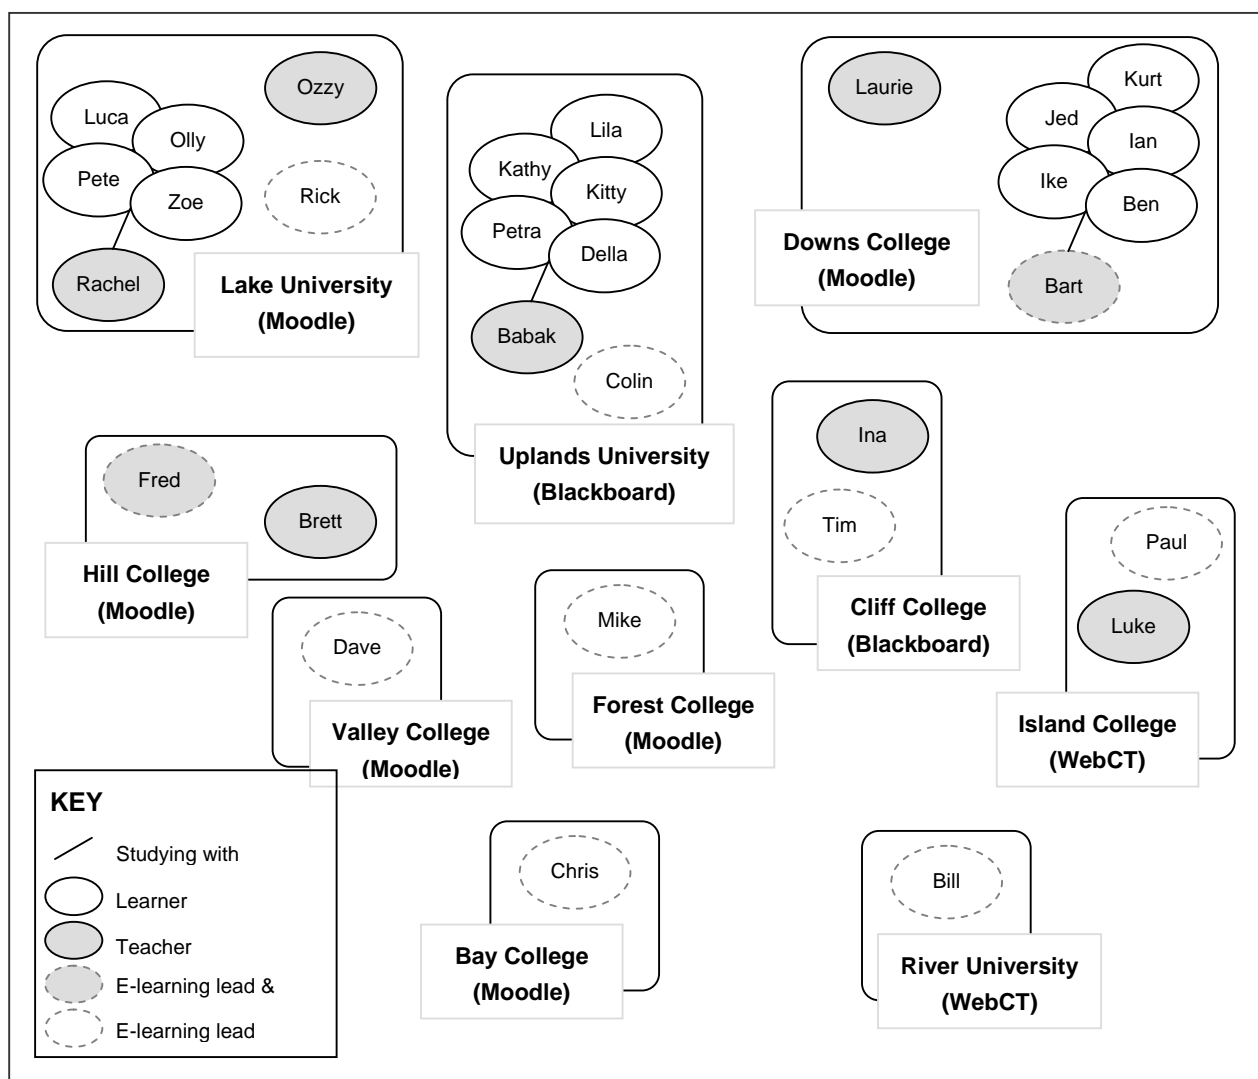 Luca
Olly
Pete
Zoe
Ozzy
Rick
Rachel
Lake University
(Moodle)
Lila
Kathy
Kitty
Petra
Della
Babak
Colin
Uplands University
(Blackboard)
Laurie
Kurt
Jed
Ian
Ike
Ben
Bart
Downs College
(Moodle)
Fred
Brett
Hill College
(Moodle)
Ina
Tim
Cliff College
(Blackboard)
Paul
Luke
Island College
(WebCT)
Dave
Valley College
(Moodle)
Mike
Forest College
(Moodle)
Chris
Bay College
(Moodle)
Bill
River University
(WebCT)
KEY
Studying with
Learner
Teacher
E-learning lead &
E-learning lead